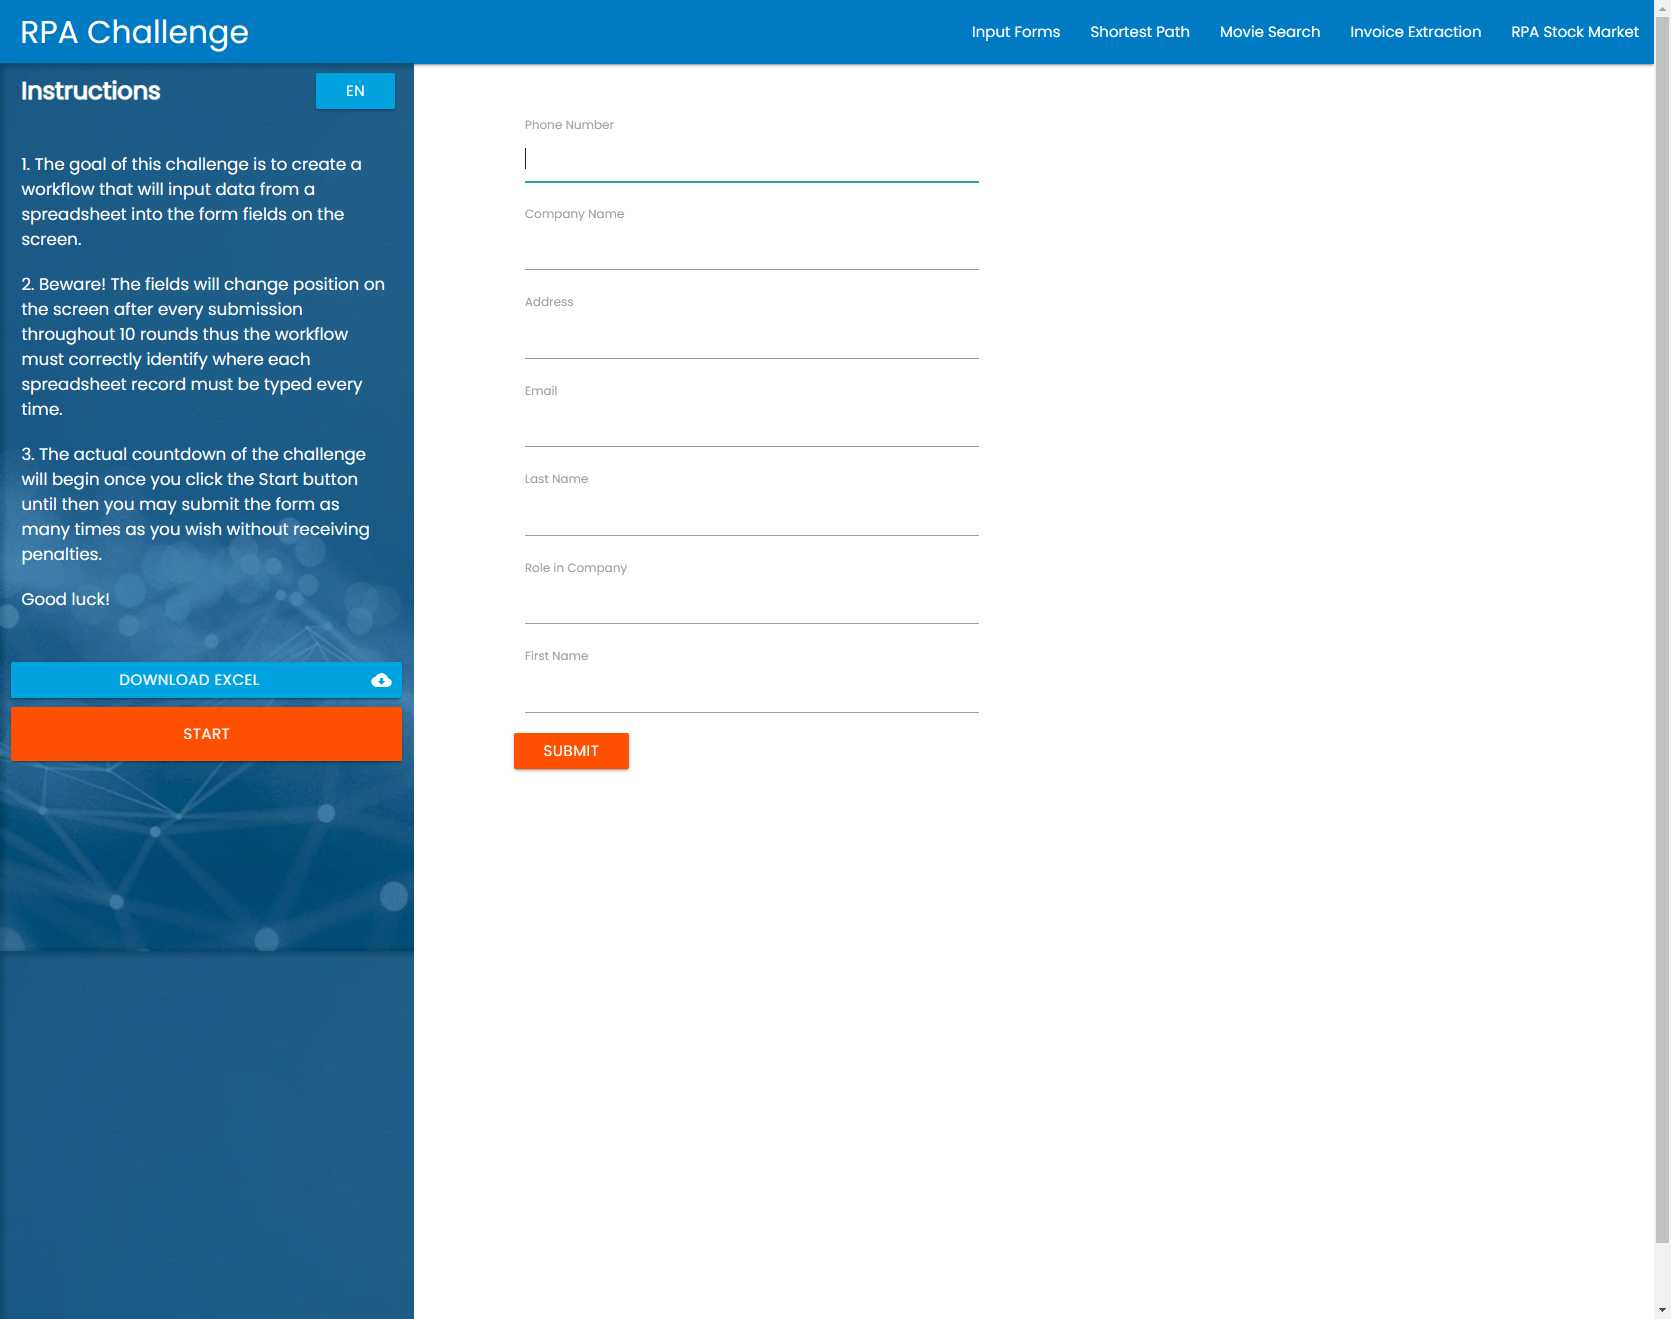 RPA Challenge
Input Forms
Shortest Path
Movie Search
Invoice Extraction
RPA Stock Market
Instructions
EN
1. The goal of this challenge is to create a
workflow that will input data from a
spreadsheet into the form fields on the
screen.
2. Beware! The fields will change position on
the screen after every submission
throughout 10 rounds thus the workflow
must correctly identify where each
spreadsheet record must be typed every
time.
3. The actual countdown of the challenge
will begin once you click the Start button
until then you may submit the form as
many times as you wish without receiving
penalties.
Good luck!
DOWNLOAD EXCEL
START
Phone Number
Company Name
Address
Email
Last Name
Role in Company
First Name
SUBMIT